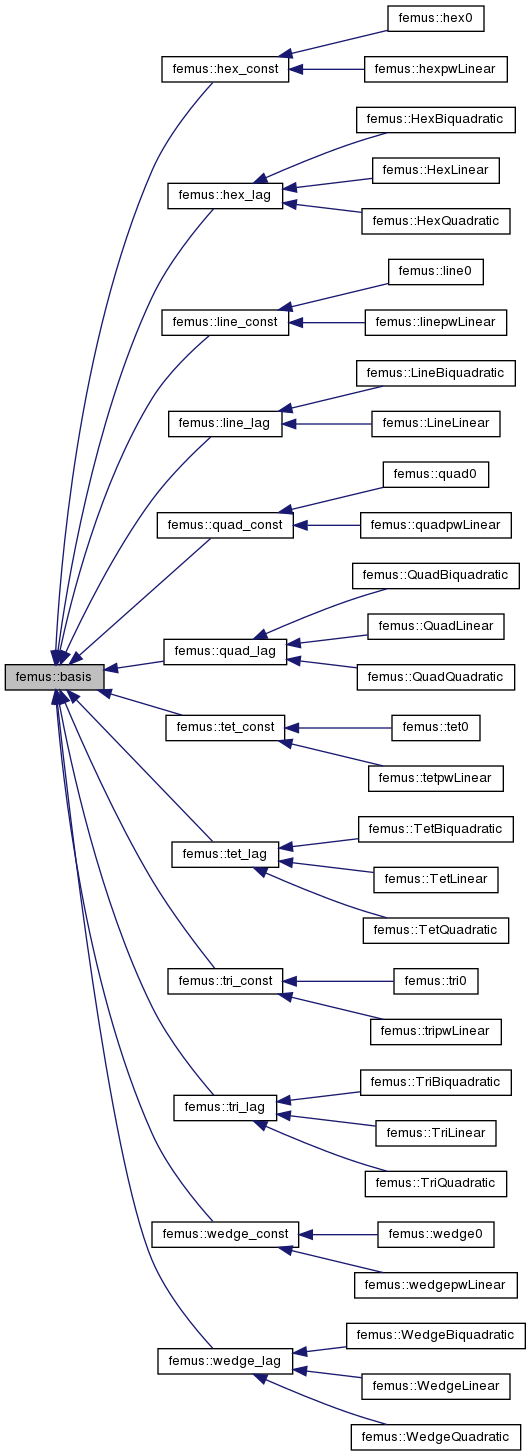 femus::hex0
femus::hex_const
femus::hexpwLinear
femus::HexBiquadratic
femus::HexLinear
femus::hex_lag
femus::HexQuadratic
femus::line0
femus::line_const
femus::linepwLinear
femus::LineBiquadratic
femus::line_lag
femus::LineLinear
femus::quad0
femus::quad_const
femus::quadpwLinear
femus::QuadBiquadratic
femus::QuadLinear
femus::quad_lag
femus::basis
femus::QuadQuadratic
femus::tet_const
femus::tet0
femus::tetpwLinear
femus::TetBiquadratic
femus::tet_lag
femus::TetLinear
femus::TetQuadratic
femus::tri_const
femus::tri0
femus::tripwLinear
femus::TriBiquadratic
femus::tri_lag
femus::TriLinear
femus::TriQuadratic
femus::wedge_const
femus::wedge0
femus::wedgepwLinear
femus::WedgeBiquadratic
femus::wedge_lag
femus::WedgeLinear
femus::WedgeQuadratic